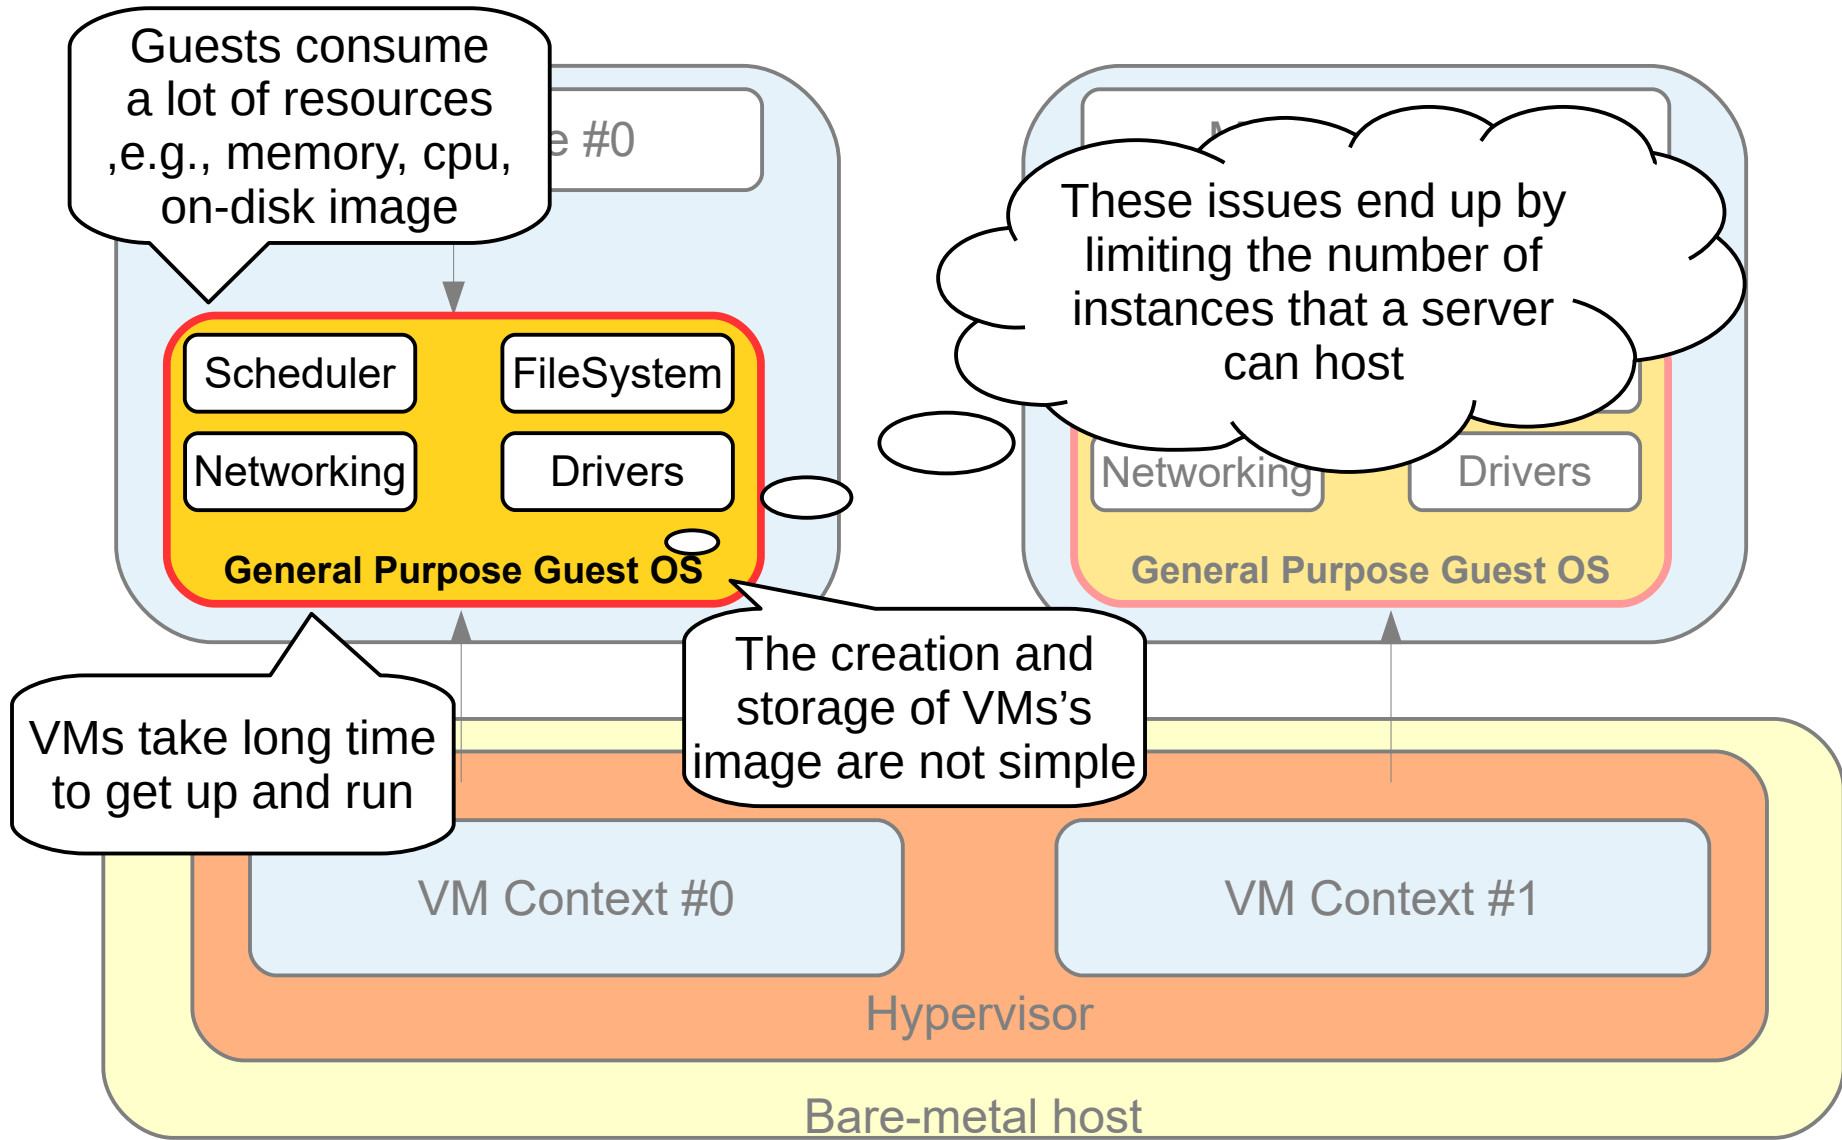 Guests consume
a lot of resources
,e.g., memory, cpu,
on-disk image
e #0
These issues end up by
limiting the number of
instances that a server
can host
Scheduler
FileSystem
Networking
Drivers
General Purpose Guest OS
Networking
Drivers
General Purpose Guest OS
The creation and
storage of VMs’s
image are not simple
VMs take long time
to get up and run
VM Context #0
VM Context #1
Hypervisor
Bare-metal host